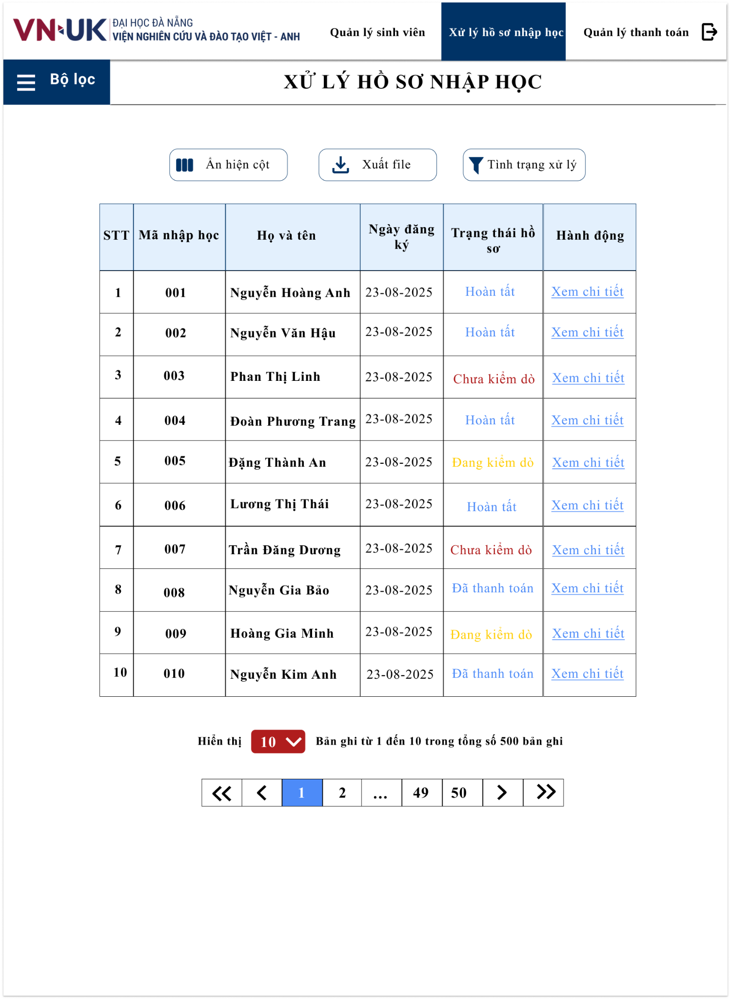 VN-UK ĐẠI HỌC ĐÀ NẴNG
VIỆN NGHIÊN CỨU VÀ ĐÀO TẠO VIỆT - ANH
Quản lý sinh viên Xử lý hồ sơ nhập học Quản lý thanh toán
Bộ lọc
XỬ LÝ HỒ SƠ NHẬP HỌC
Ẩn hiện cột Xuất file Tình trạng xử lý
STT Mã nhập học Họ và tên Ngày đăng ký Trạng thái hồ sơ Hành động
1 001 Nguyễn Hoàng Anh 23-08-2025 Hoàn tất Xem chi tiết
2 002 Nguyễn Văn Hậu 23-08-2025 Hoàn tất Xem chi tiết
3 003 Phan Thị Linh 23-08-2025 Chưa kiểm dò Xem chi tiết
4 004 Đoàn Phương Trang 23-08-2025 Hoàn tất Xem chi tiết
5 005 Đặng Thành An 23-08-2025 Đang kiểm dò Xem chi tiết
6 006 Lương Thị Thái 23-08-2025 Hoàn tất Xem chi tiết
7 007 Trần Đăng Dương 23-08-2025 Chưa kiểm dò Xem chi tiết
8 008 Nguyễn Gia Bảo 23-08-2025 Đã thanh toán Xem chi tiết
9 009 Hoàng Gia Minh 23-08-2025 Đang kiểm dò Xem chi tiết
10 010 Nguyễn Kim Anh 23-08-2025 Đã thanh toán Xem chi tiết
Hiển thị 10 Bản ghi từ 1 đến 10 trong tổng số 500 bản ghi
1 2 ... 49 50